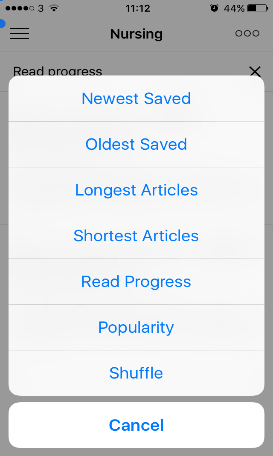 3 11:12 44%
Nursing
Read progress
Newest Saved
Oldest Saved
Longest Articles
Shortest Articles
Read Progress
Popularity
Shuffle
Cancel